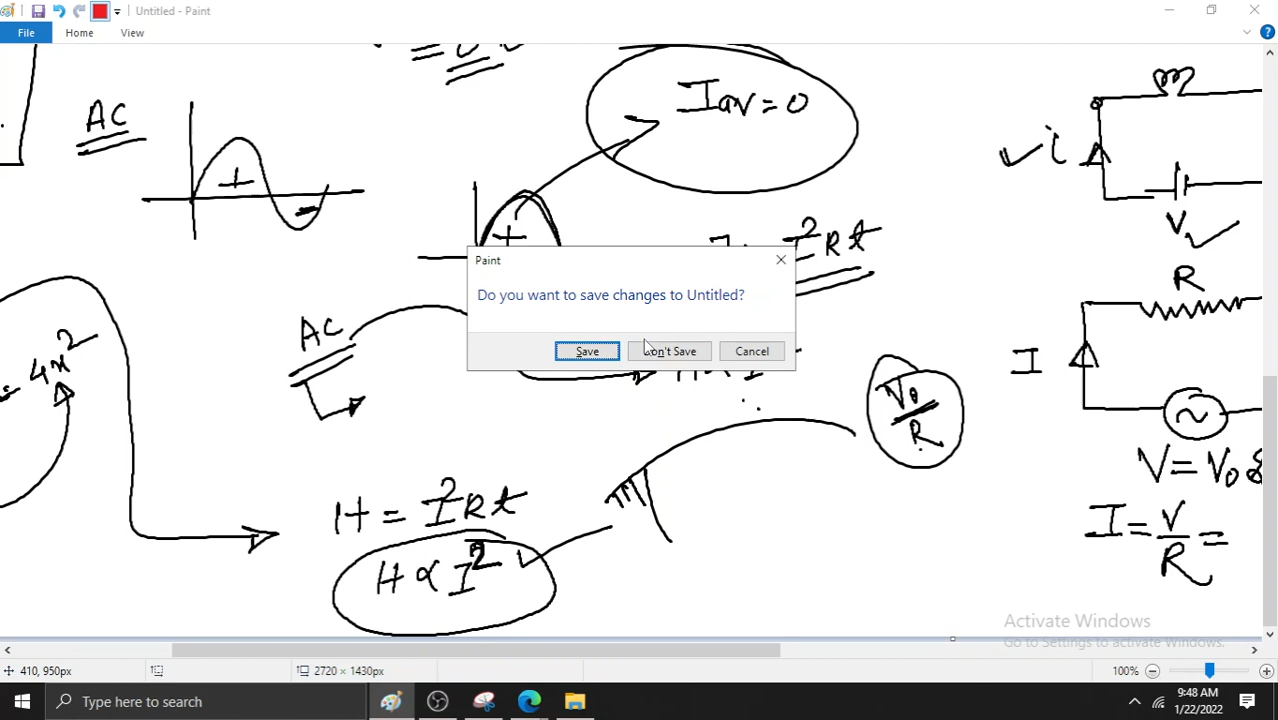 Untitled - Paint
File Home View
Iav = 0
AC
+
-
i
V
+
I²Rt
Paint
Do you want to save changes to Untitled?
Save Don't Save Cancel
AC
4x²
R
I
V₀/R
V = V₀
H = I²Rt
I = V/R =
H ∝ I²
Activate Windows
Go to Settings to activate Windows.
410, 950px
2720 × 1430px
100%
Type here to search
9:48 AM
1/22/2022